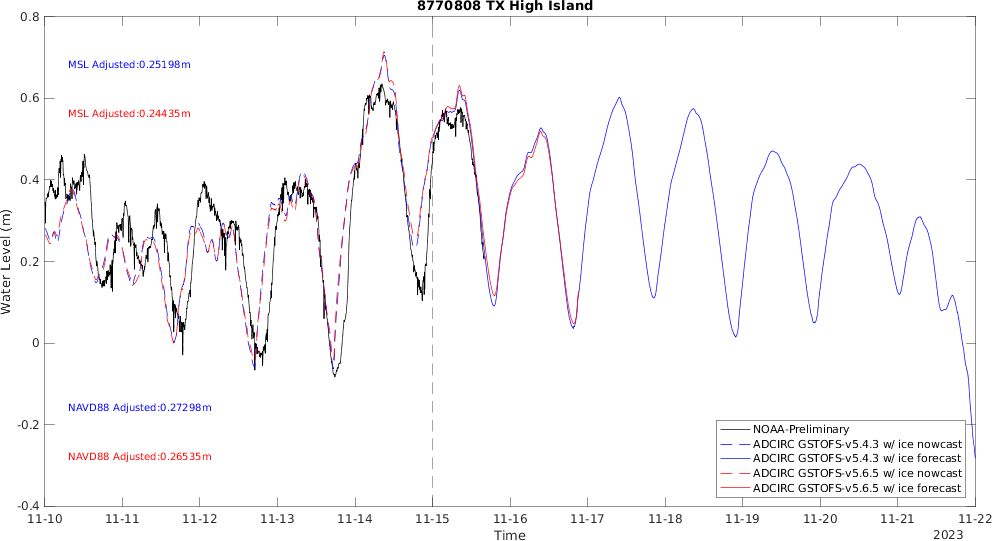 8770808 TX High Island
0.8
0.6
0.4
0.2
0
-0.2
-0.4
Water Level (m)
MSL Adjusted:0.25198m
MSL Adjusted:0.24435m
NAVD88 Adjusted:0.27298m
NAVD88 Adjusted:0.26535m
NOAA-Preliminary
ADCIRC GSTOFS-v5.4.3 w/ ice nowcast
ADCIRC GSTOFS-v5.4.3 w/ ice forecast
ADCIRC GSTOFS-v5.6.5 w/ ice nowcast
ADCIRC GSTOFS-v5.6.5 w/ ice forecast
11-10 11-11 11-12 11-13 11-14 11-15 11-16 11-17 11-18 11-19 11-20 11-21 11-22
Time
2023